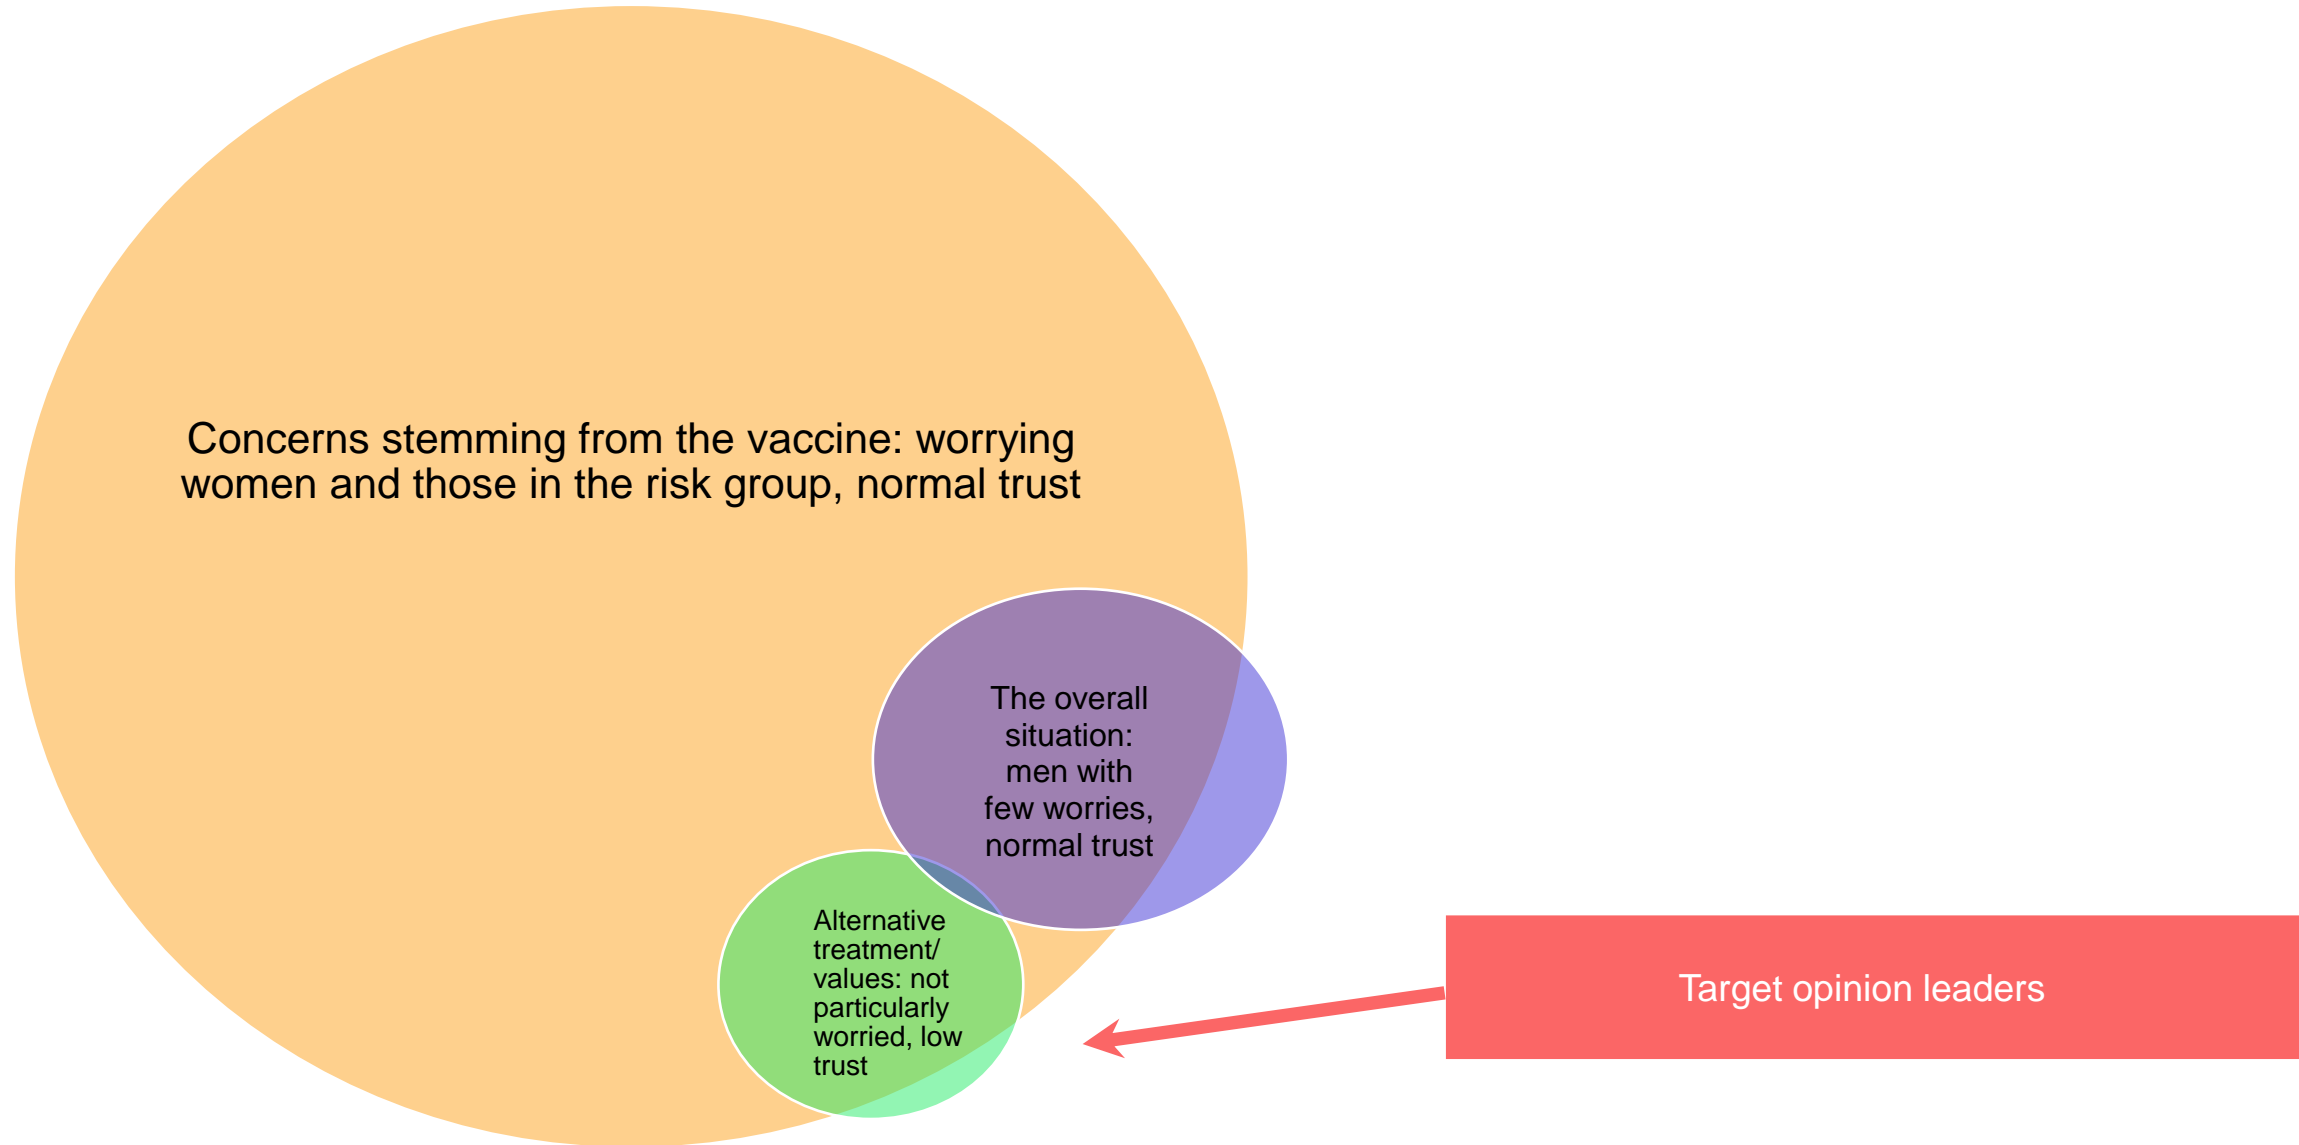 Concerns stemming from the vaccine: worrying
women and those in the risk group, normal trust
The overall
situation:
men with
few worries,
normal trust
Alternative
treatment/
values: not
particularly
worried, low
trust
Target opinion leaders